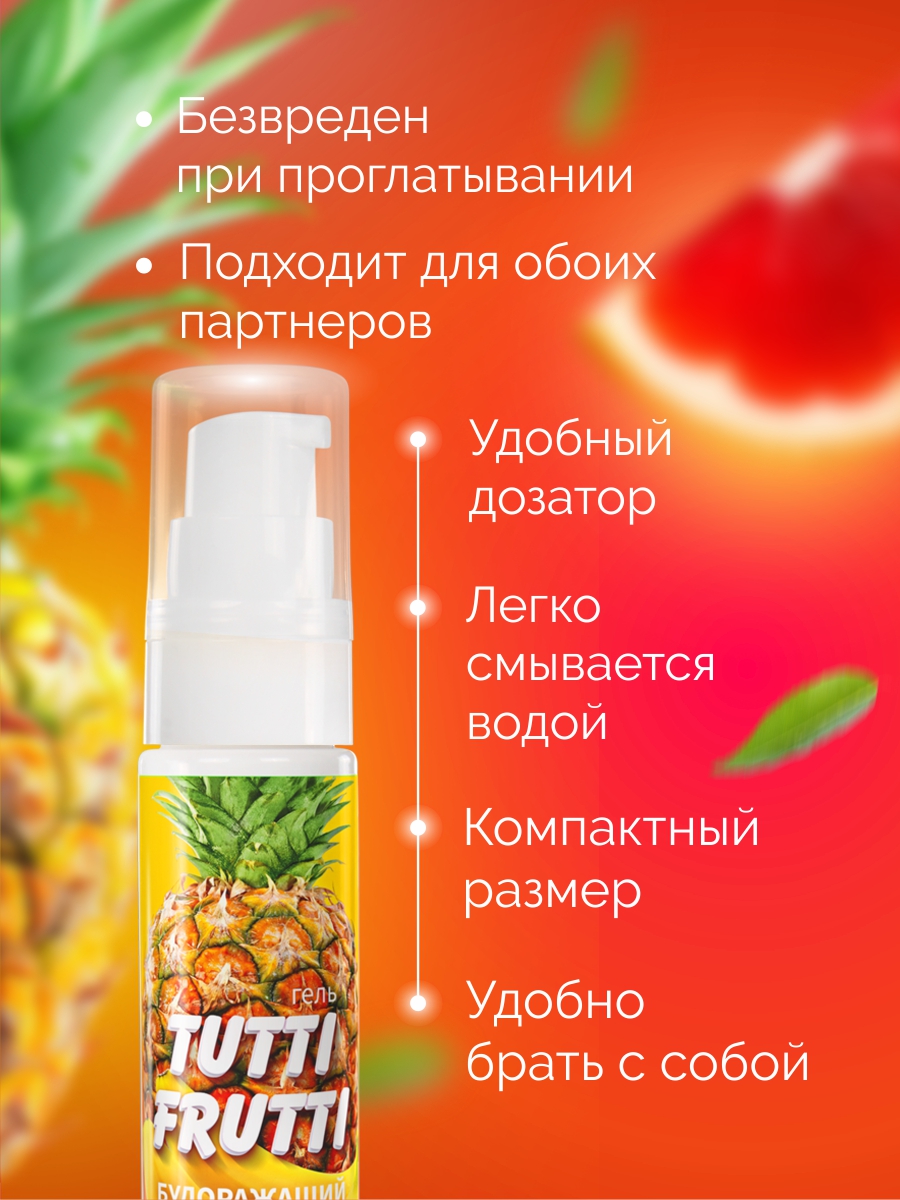 Безвреден
при проглатывании
Подходит для обоих
партнеров
Удобный
дозатор
Легко
смывается
водой
Компактный
размер
Удобно
брать с собой
гель
TUTTI
FRUTTI
БУДОРАЖАЩИЙ